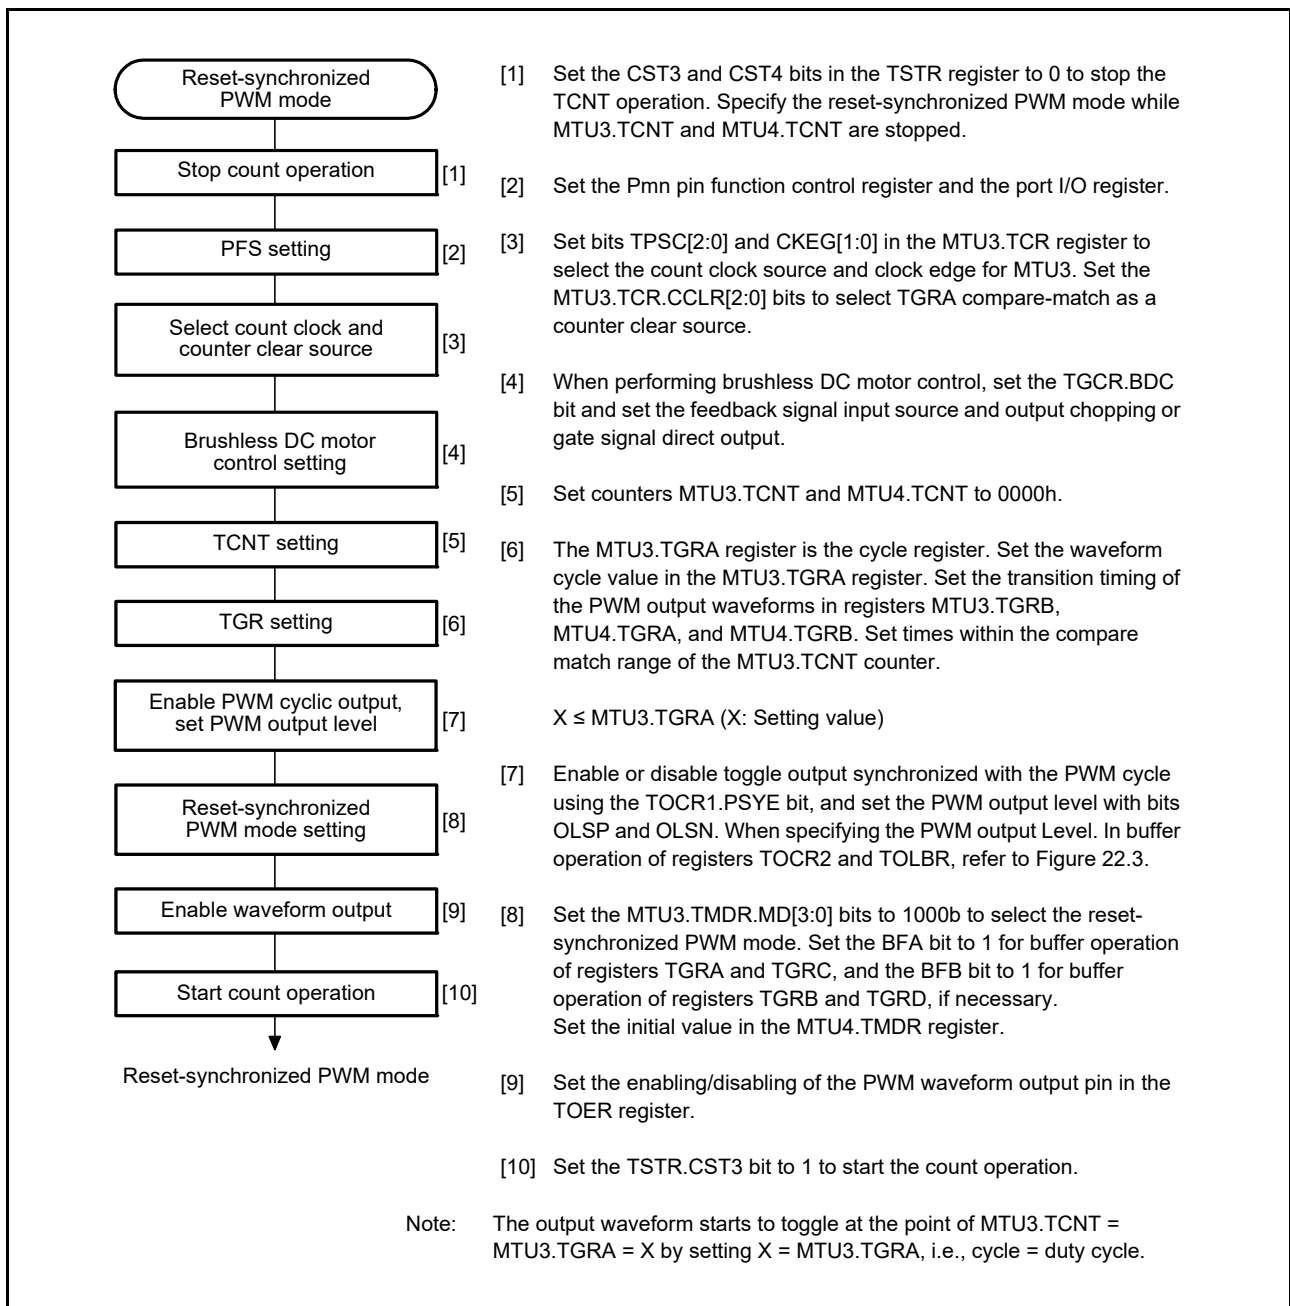 Reset-synchronized
PWM mode
Stop count operation
[1]
PFS setting
[2]
Select count clock and
counter clear source
[3]
Brushless DC motor
control setting
[4]
TCNT setting
[5]
TGR setting
[6]
Enable PWM cyclic output,
set PWM output level
[7]
Reset-synchronized
PWM mode setting
[8]
Enable waveform output
[9]
Start count operation
[10]
Reset-synchronized PWM mode
[1] Set the CST3 and CST4 bits in the TSTR register to 0 to stop the
TCNT operation. Specify the reset-synchronized PWM mode while
MTU3.TCNT and MTU4.TCNT are stopped.
[2] Set the Pmn pin function control register and the port I/O register.
[3] Set bits TPSC[2:0] and CKEG[1:0] in the MTU3.TCR register to
select the count clock source and clock edge for MTU3. Set the
MTU3.TCR.CCLR[2:0] bits to select TGRA compare-match as a
counter clear source.
[4] When performing brushless DC motor control, set the TGCR.BDC
bit and set the feedback signal input source and output chopping or
gate signal direct output.
[5] Set counters MTU3.TCNT and MTU4.TCNT to 0000h.
[6] The MTU3.TGRA register is the cycle register. Set the waveform
cycle value in the MTU3.TGRA register. Set the transition timing of
the PWM output waveforms in registers MTU3.TGRB,
MTU4.TGRA, and MTU4.TGRB. Set times within the compare
match range of the MTU3.TCNT counter.
X ≤ MTU3.TGRA (X: Setting value)
[7] Enable or disable toggle output synchronized with the PWM cycle
using the TOCR1.PSYE bit, and set the PWM output level with bits
OLSP and OLSN. When specifying the PWM output Level. In buffer
operation of registers TOCR2 and TOLBR, refer to Figure 22.3.
[8] Set the MTU3.TMDR.MD[3:0] bits to 1000b to select the reset-
synchronized PWM mode. Set the BFA bit to 1 for buffer operation
of registers TGRA and TGRC, and the BFB bit to 1 for buffer
operation of registers TGRB and TGRD, if necessary.
Set the initial value in the MTU4.TMDR register.
[9] Set the enabling/disabling of the PWM waveform output pin in the
TOER register.
[10] Set the TSTR.CST3 bit to 1 to start the count operation.
Note: The output waveform starts to toggle at the point of MTU3.TCNT =
MTU3.TGRA = X by setting X = MTU3.TGRA, i.e., cycle = duty cycle.